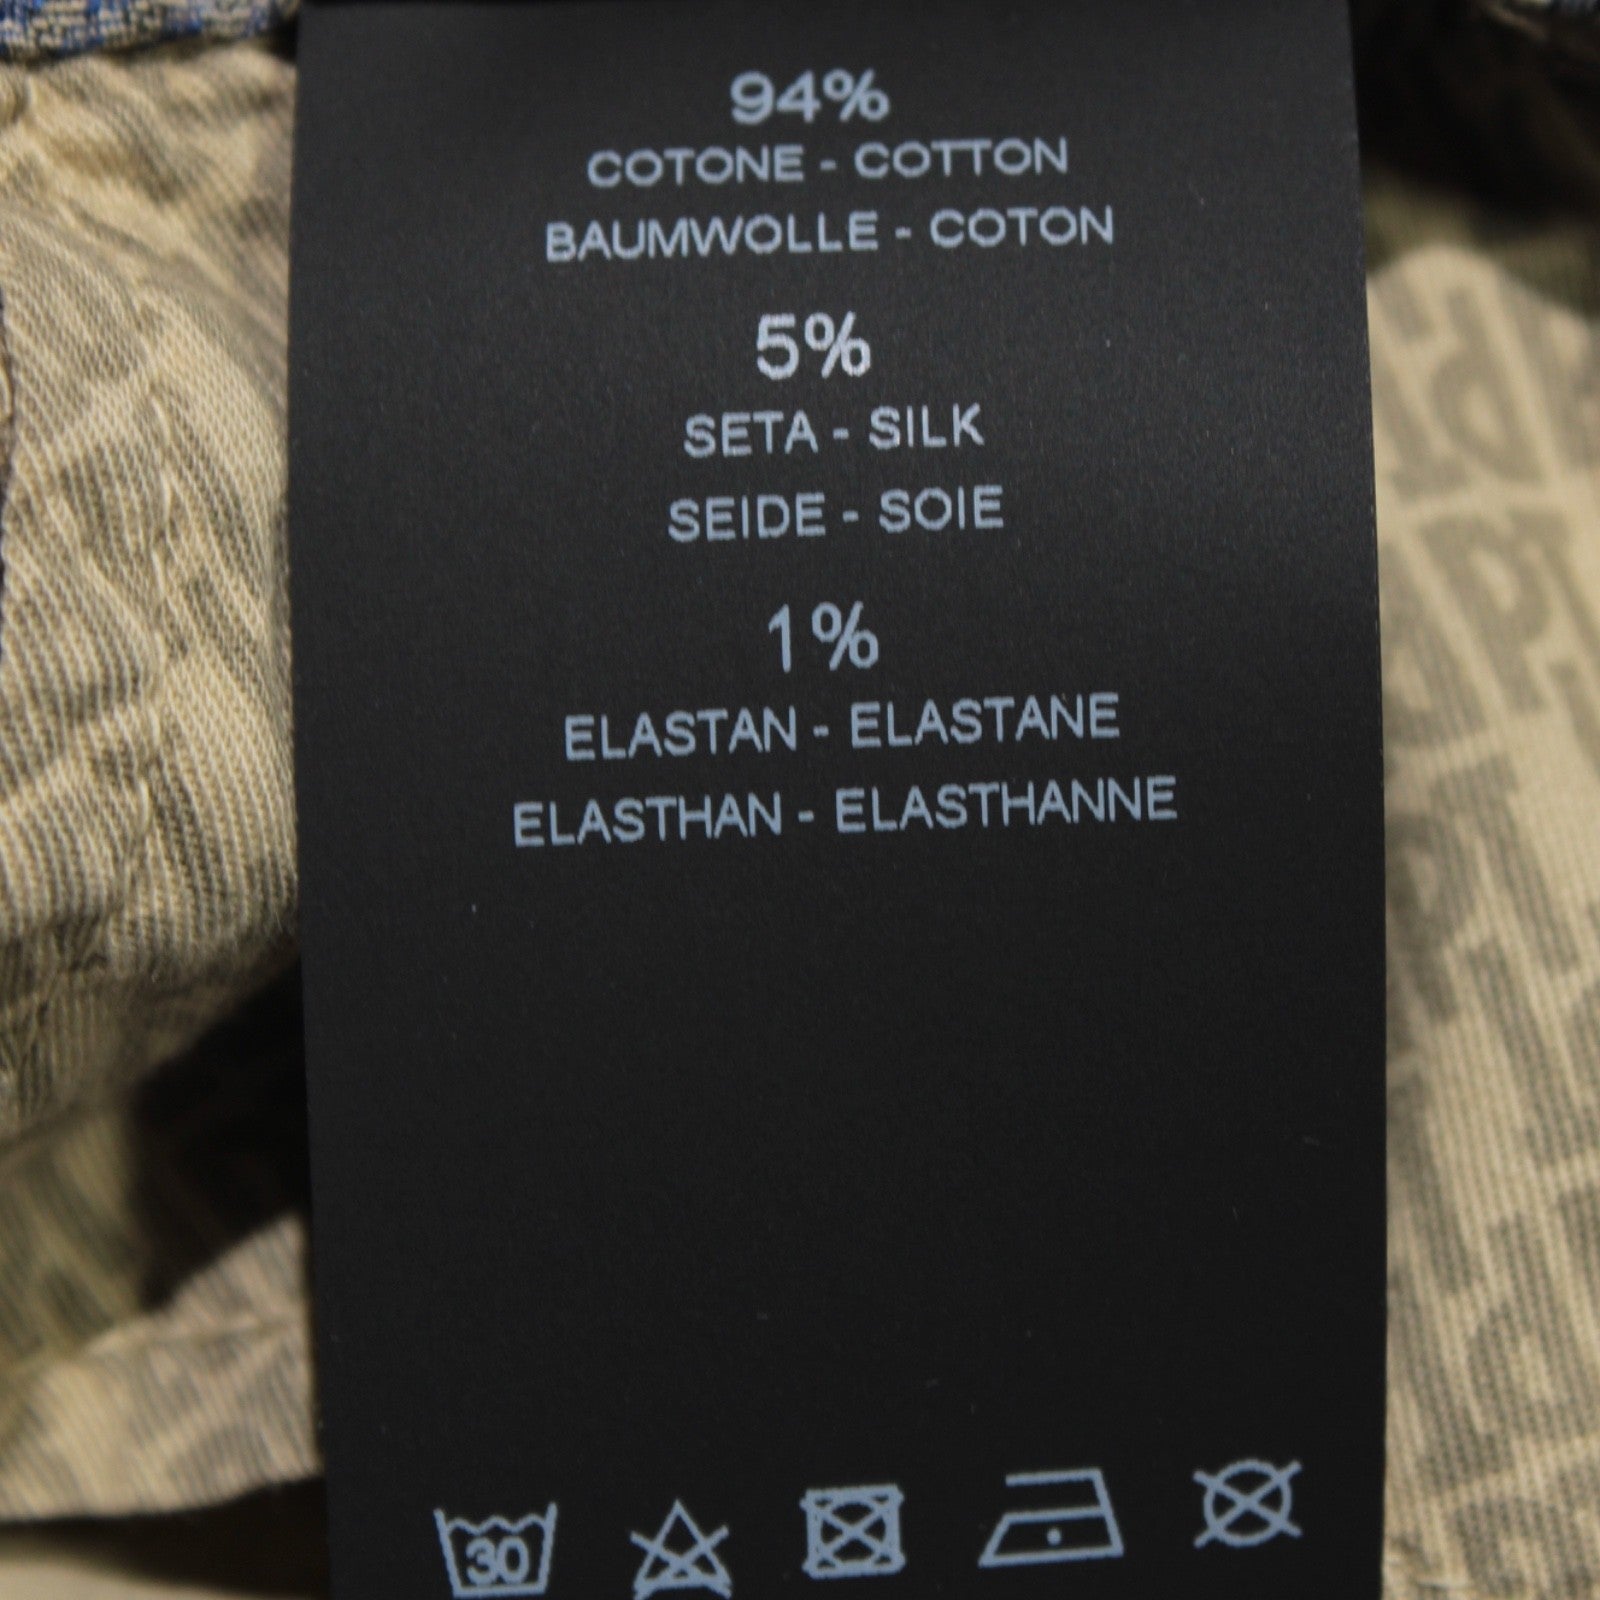 94%
COTONE - COTTON
BAUMWOLLE - COTON
5%
SETA - SILK
SEIDE - SOIE
1%
ELASTAN - ELASTANE
ELASTHAN - ELASTHANNE
30